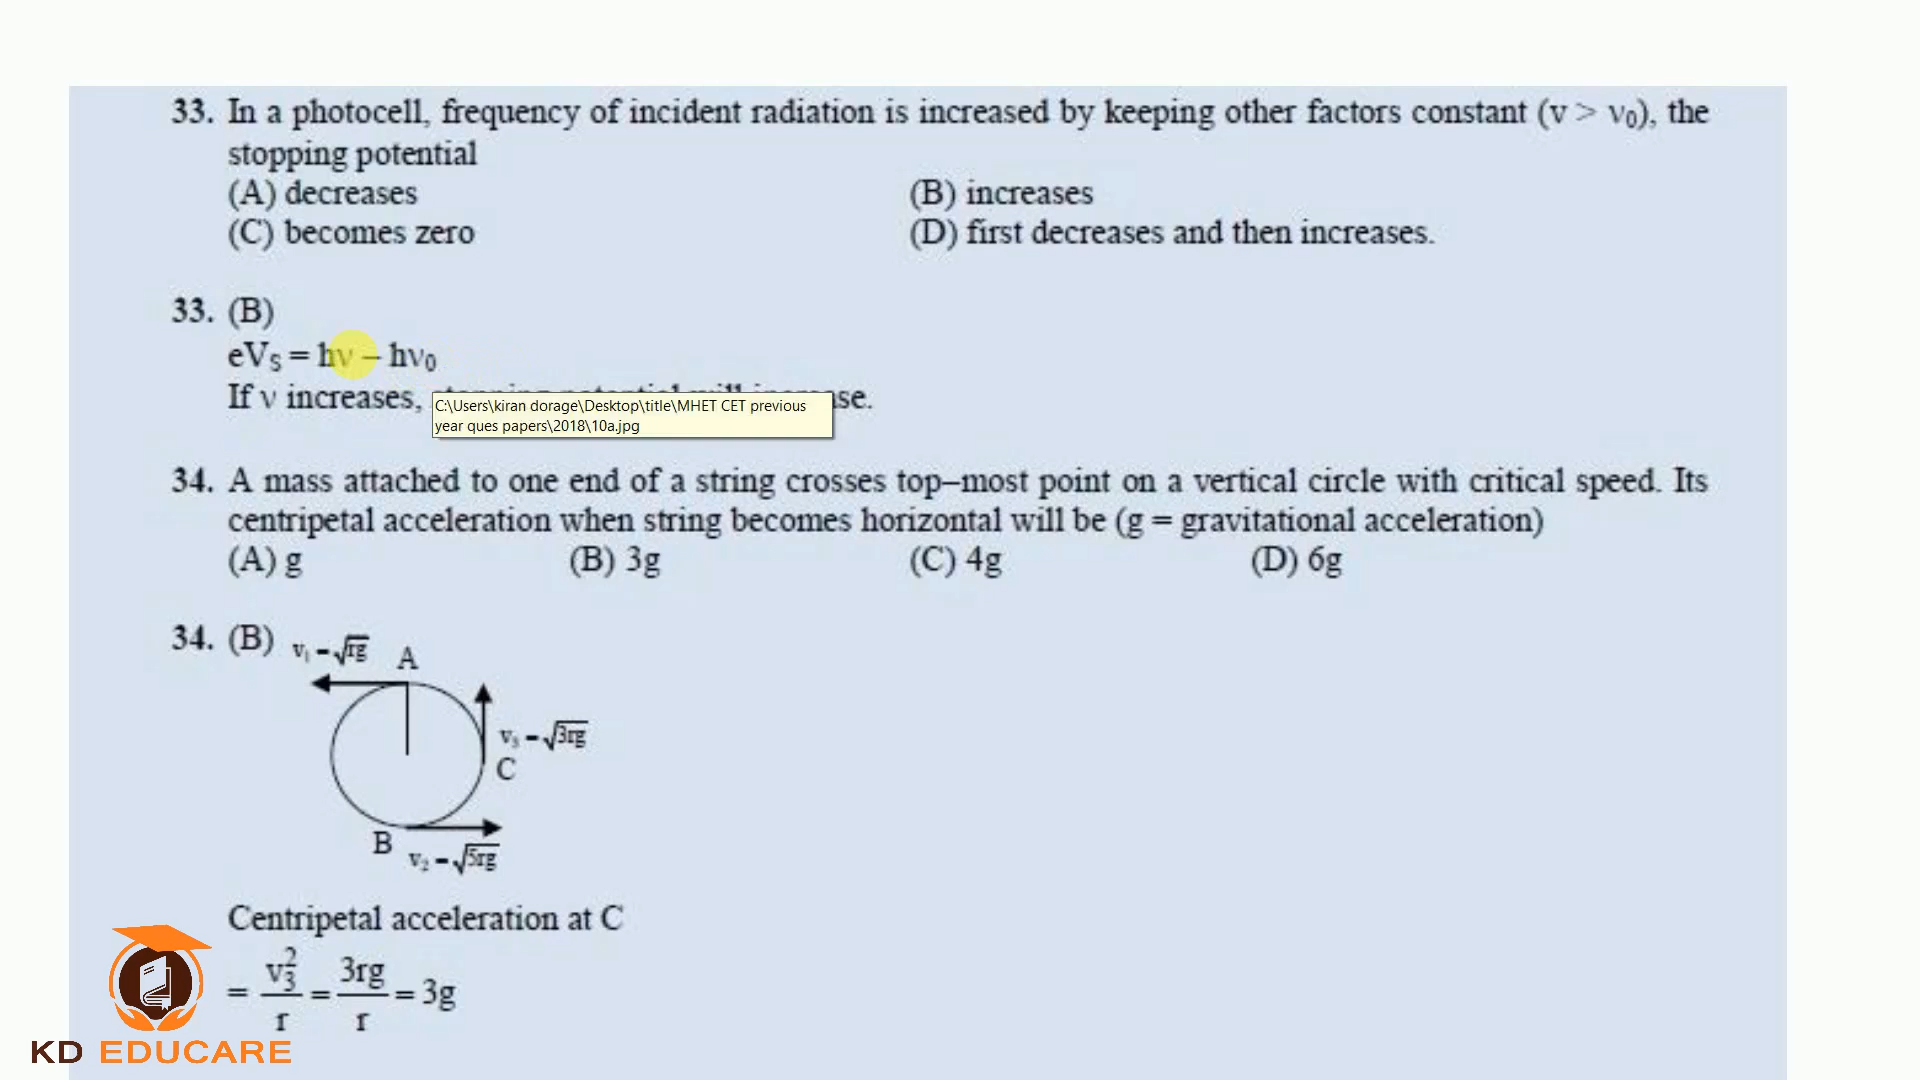 33. In a photocell, frequency of incident radiation is increased by keeping other factors constant (ν > ν₀), the
stopping potential
(A) decreases (B) increases
(C) becomes zero (D) first decreases and then increases.
33. (B)
eVs = hν – hν₀
If ν increases, se.
C:\Users\kiran dorage\Desktop\title\MHET CET previous
year ques papers\2018\10a.jpg
34. A mass attached to one end of a string crosses top–most point on a vertical circle with critical speed. Its
centripetal acceleration when string becomes horizontal will be (g = gravitational acceleration)
(A) g (B) 3g (C) 4g (D) 6g
34. (B) v₁ = √rg A
v₃ = √3rg
C
B v₂ = √5rg
Centripetal acceleration at C
= v₃²/r = 3rg/r = 3g
KD EDUCARE